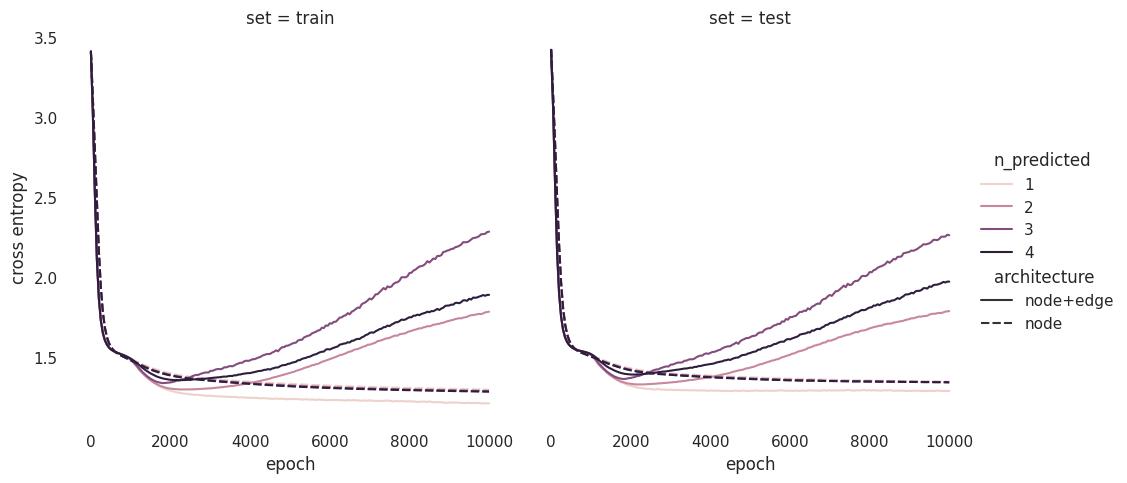 set = train
set = test
3.5
3.0
2.5
2.0
1.5
cross entropy
0 2000 4000 6000 8000 10000
epoch
0 2000 4000 6000 8000 10000
epoch
n_predicted
1
2
3
4
architecture
node+edge
node